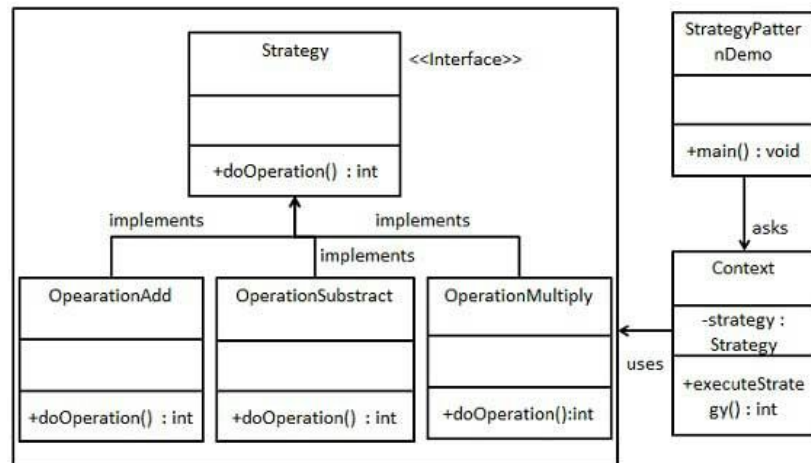 Strategy
<<Interface>>
+doOperation() : int
implements
implements
implements
OpearationAdd
+doOperation() : int
OperationSubstract
+doOperation() : int
OperationMultiply
+doOperation():int
StrategyPatter
nDemo
+main() : void
asks
Context
-strategy :
Strategy
+executeStrate
gy() : int
uses